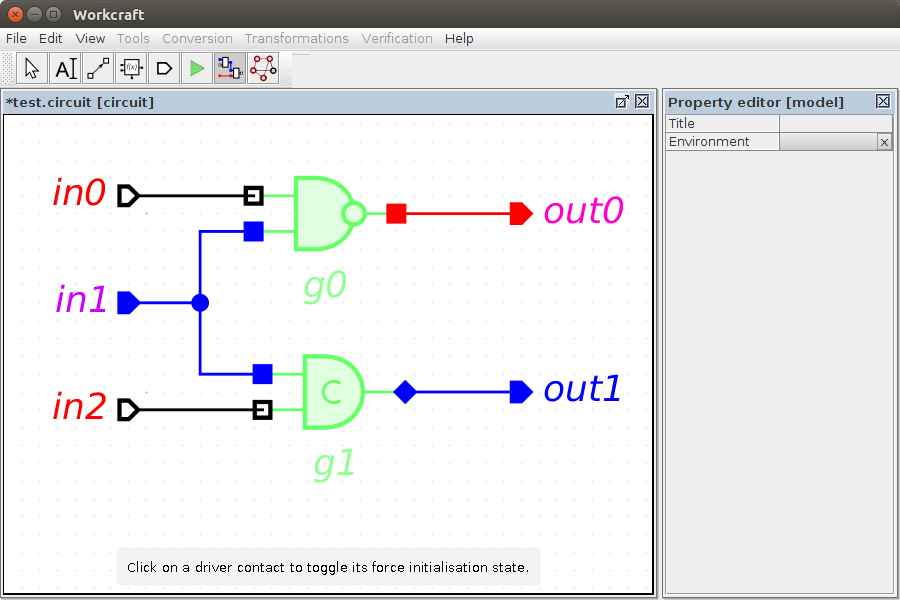 Workcraft
File Edit View Tools Conversion Transformations Verification Help
AI f(x)
*test.circuit [circuit]
Property editor [model]
Title
Environment
in0
out0
g0
in1
C
out1
in2
g1
Click on a driver contact to toggle its force initialisation state.